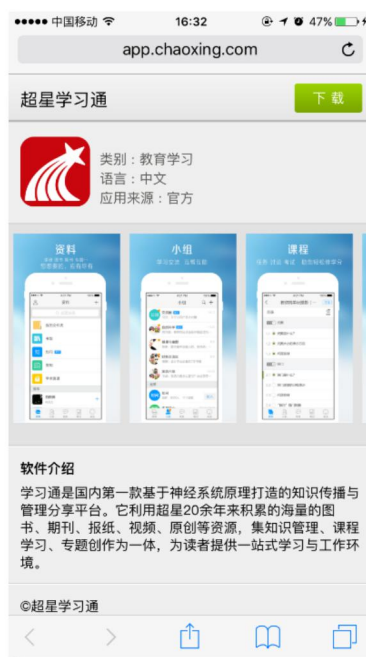 中国移动 16:32 47%
app.chaoxing.com
超星学习通
下 载
类别：教育学习
语言：中文
应用来源：官方
资料
小组
课程
软件介绍
学习通是国内第一款基于神经系统原理打造的知识传播与
管理分享平台。它利用超星20余年来积累的海量的图
书、期刊、报纸、视频、原创等资源，集知识管理、课程
学习、专题创作为一体，为读者提供一站式学习与工作环
境。
©超星学习通